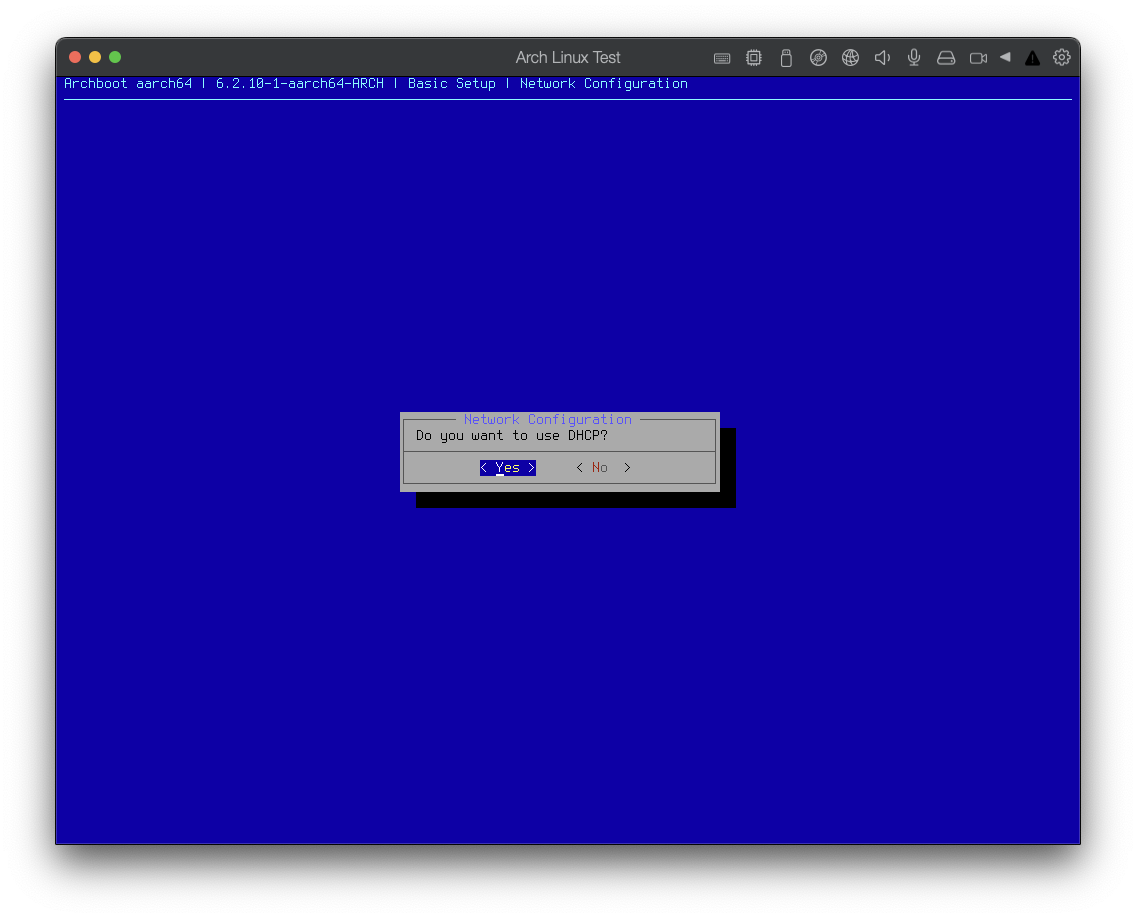 Arch Linux Test
Archboot aarch64 | 6.2.10-1-aarch64-ARCH | Basic Setup | Network Configuration
Network Configuration
Do you want to use DHCP?
< Yes > < No >